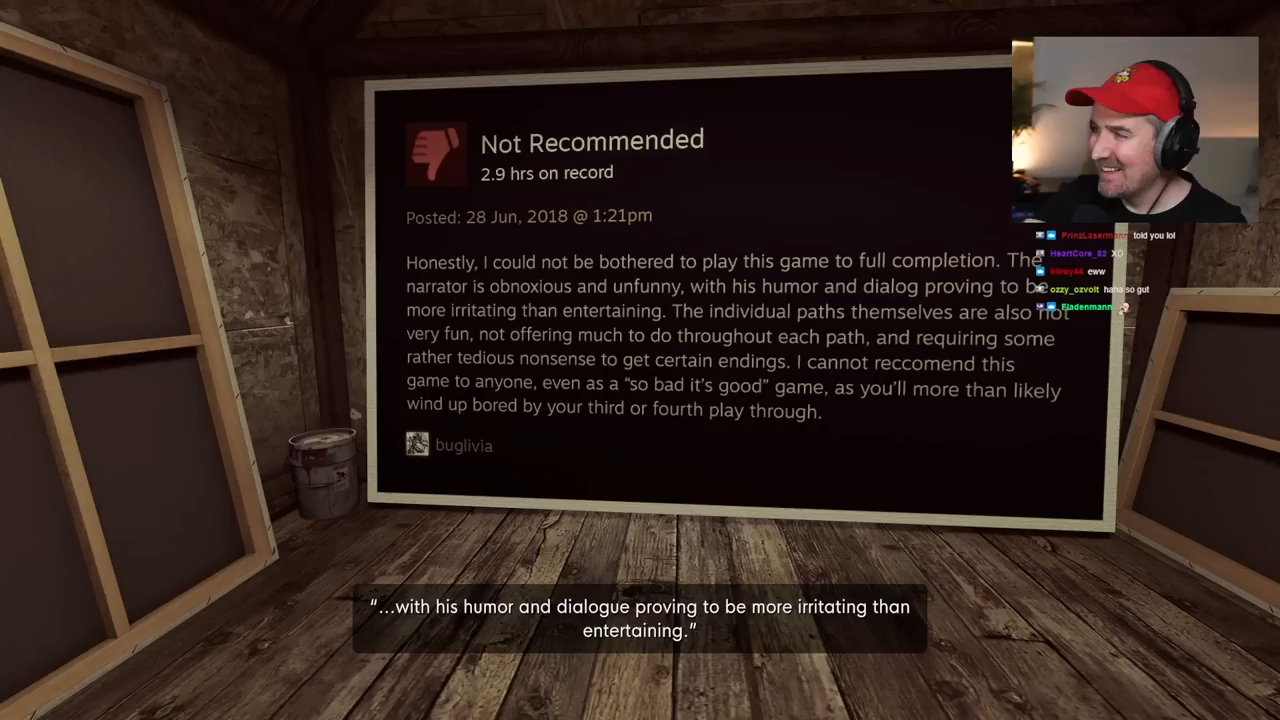 Not Recommended
2.9 hrs on record
Posted: 28 Jun, 2018 @ 1:21pm
Honestly, I could not be bothered to play this game to full completion. The
narrator is obnoxious and unfunny, with his humor and dialog proving to be
more irritating than entertaining. The individual paths themselves are also not
very fun, not offering much to do throughout each path, and requiring some
rather tedious nonsense to get certain endings. I cannot reccomend this
game to anyone, even as a “so bad it’s good” game, as you’ll more than likely
wind up bored by your third or fourth play through.
buglivia
PrinzLasermann told you lol
HeartCore_82 XD
kilroy44 eww
ozzy_ozvolt haha so gut
Fladenmann
“...with his humor and dialogue proving to be more irritating than
entertaining.”